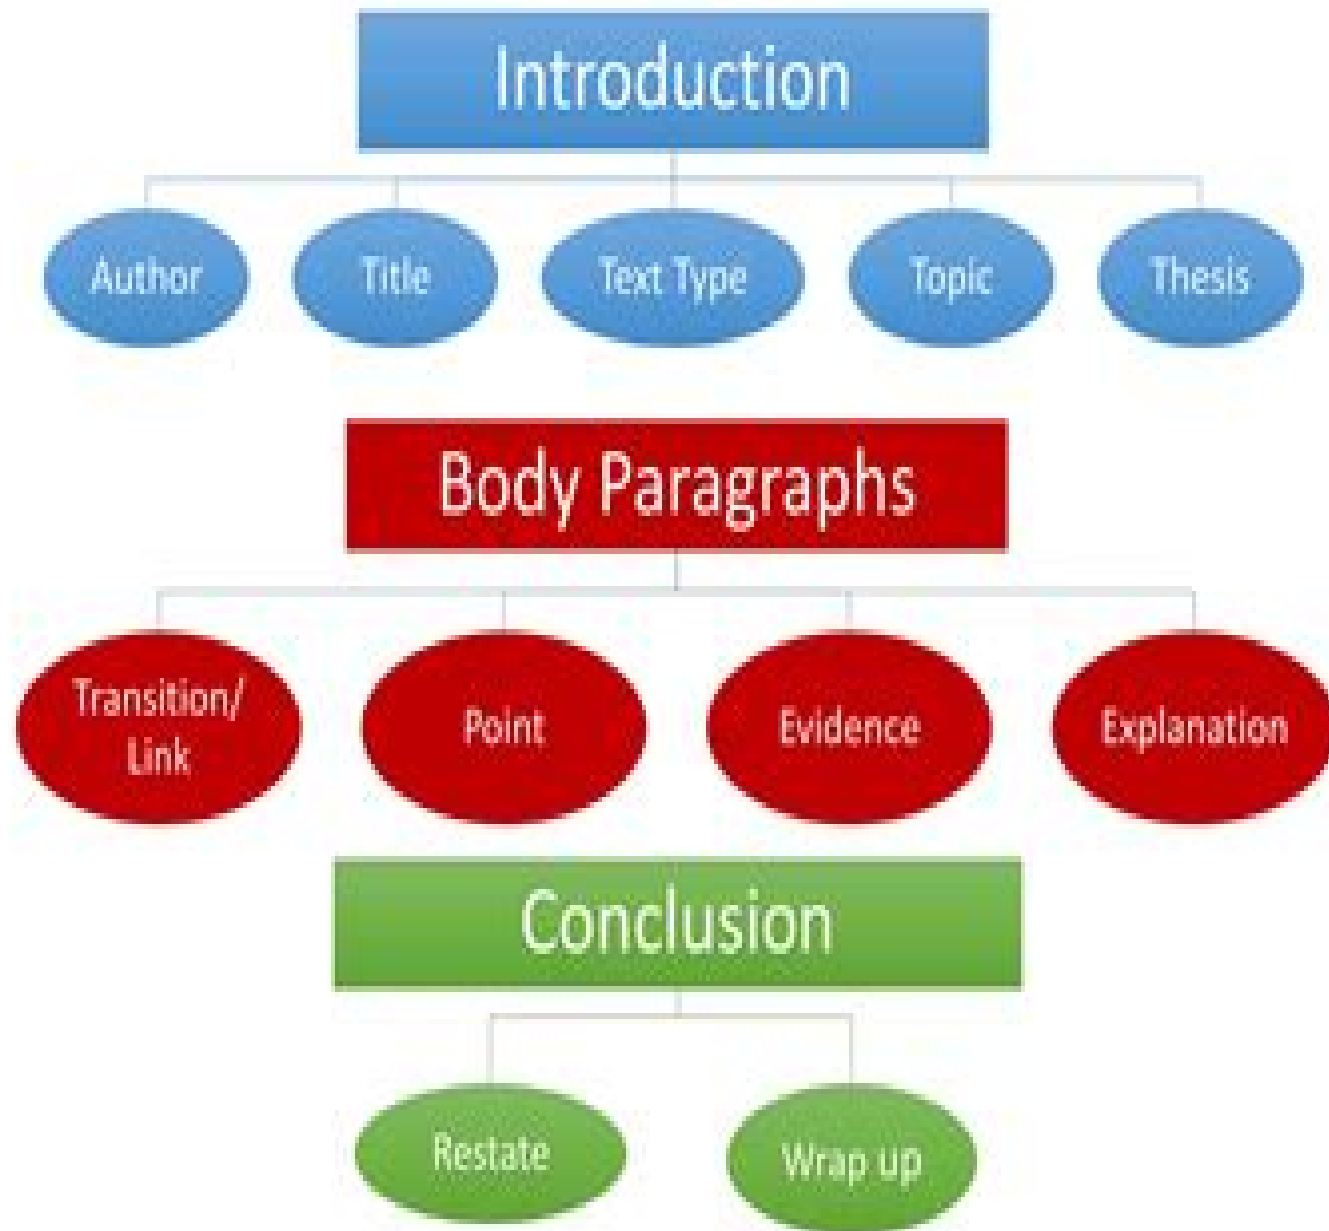 Introduction
Author
Title
Text Type
Topic
Thesis
Body Paragraphs
Transition/
Link
Point
Evidence
Explanation
Conclusion
Restate
Wrap up